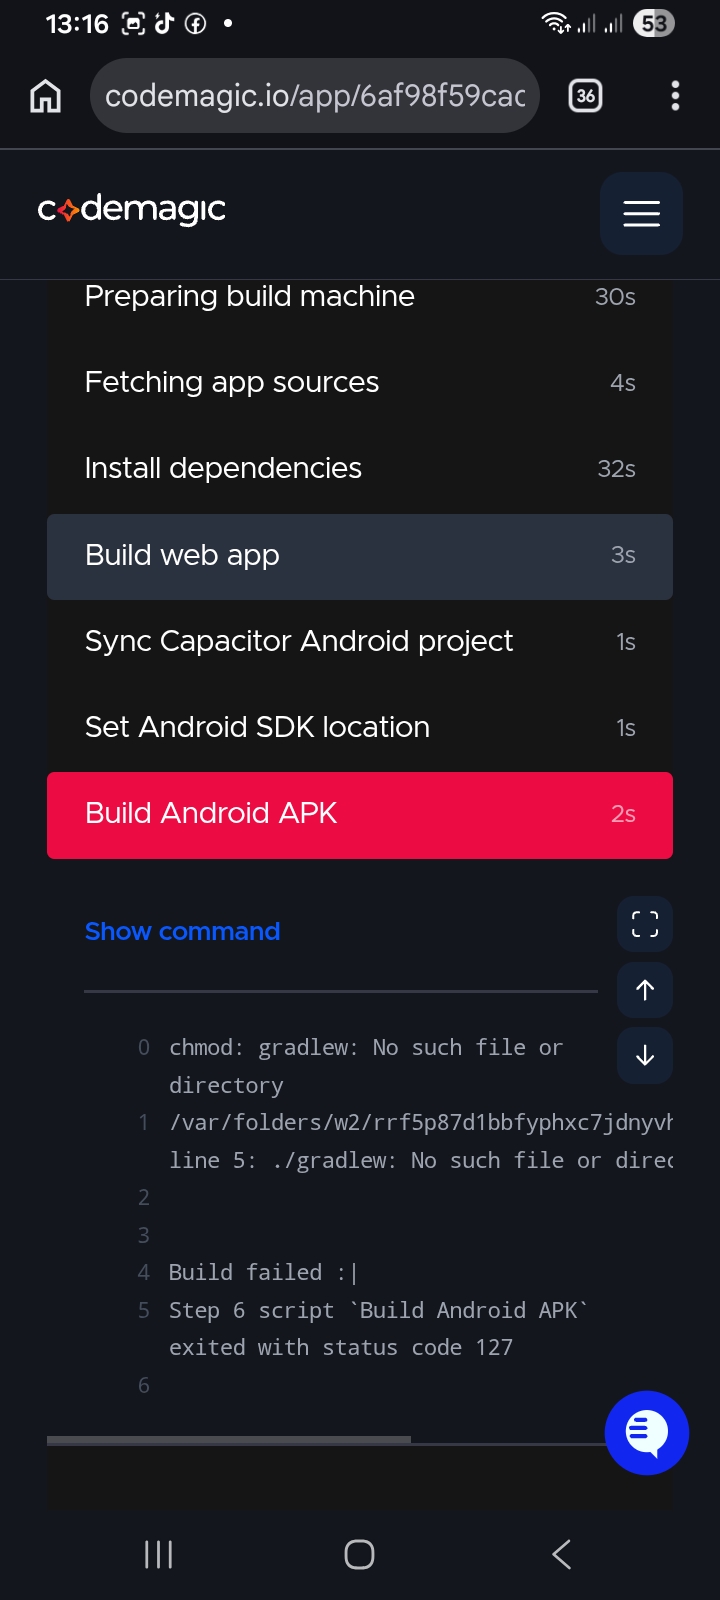 13:16
53
codemagic.io/app/6af98f59cac
36
codemagic
Preparing build machine 30s
Fetching app sources 4s
Install dependencies 32s
Build web app 3s
Sync Capacitor Android project 1s
Set Android SDK location 1s
Build Android APK 2s
Show command
0 chmod: gradlew: No such file or
directory
1 /var/folders/w2/rrf5p87d1bbfyphxc7jdnyvh
line 5: ./gradlew: No such file or direc
2
3
4 Build failed :|
5 Step 6 script `Build Android APK`
exited with status code 127
6